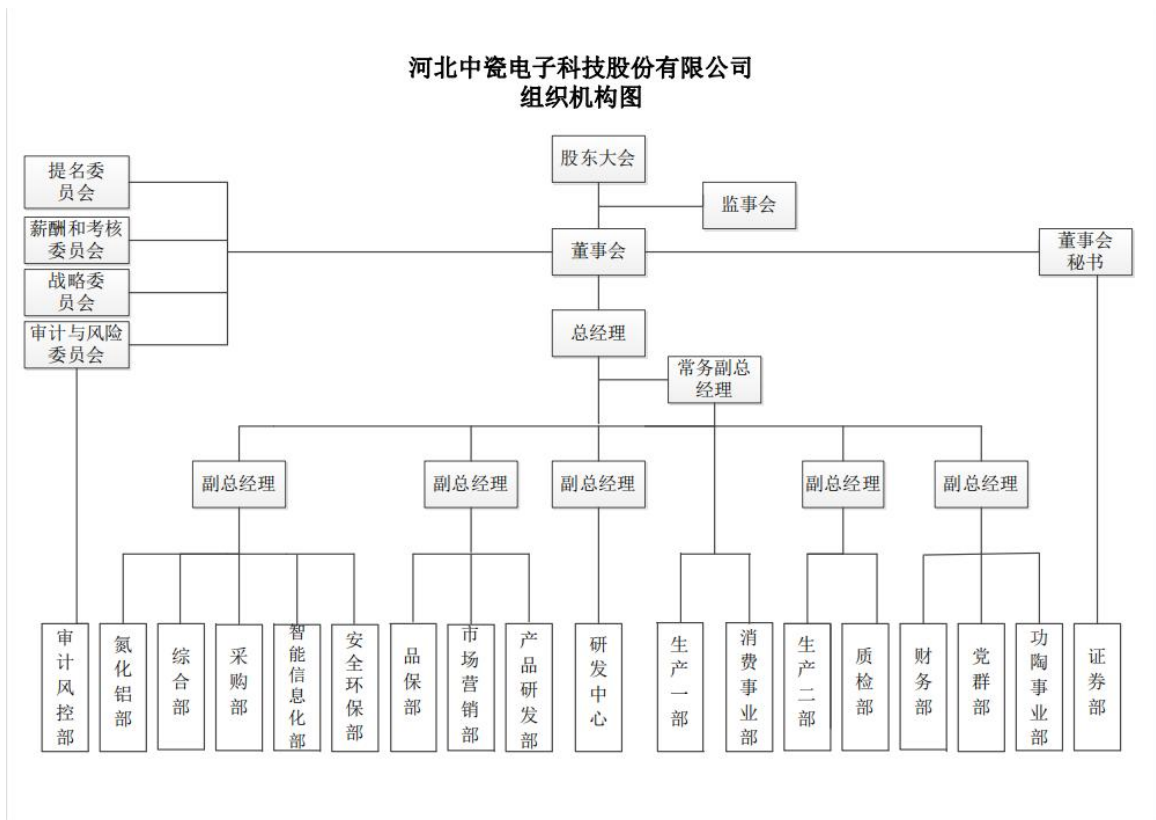 河北中瓷电子科技股份有限公司
组织机构图
股东大会
监事会
提名委
员会
薪酬和考核
委员会
战略委
员会
审计与风险
委员会
董事会
董事会
秘书
总经理
常务副总
经理
副总经理
副总经理
副总经理
副总经理
副总经理
审计风控部
氮化铝部
综合部
采购部
智能信息化部
安全环保部
品保部
市场营销部
产品研发部
研发中心
生产一部
消费事业部
生产二部
质检部
财务部
党群部
功陶事业部
证券部